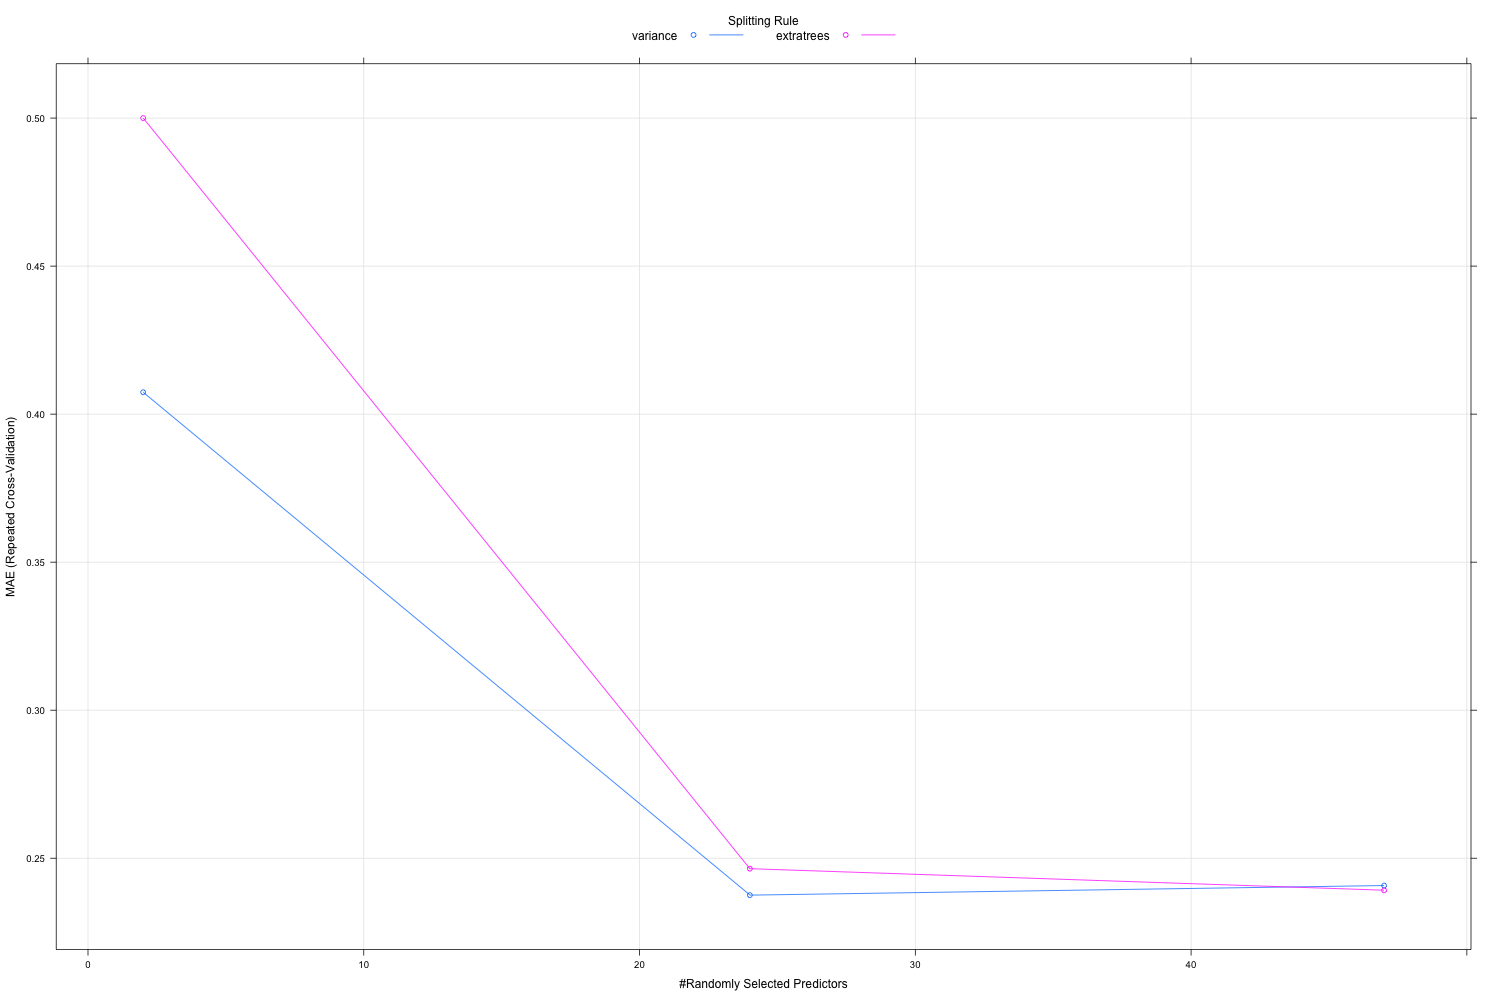 Splitting Rule
variance extratrees
MAE (Repeated Cross-Validation)
0.50
0.45
0.40
0.35
0.30
0.25
0 10 20 30 40
#Randomly Selected Predictors